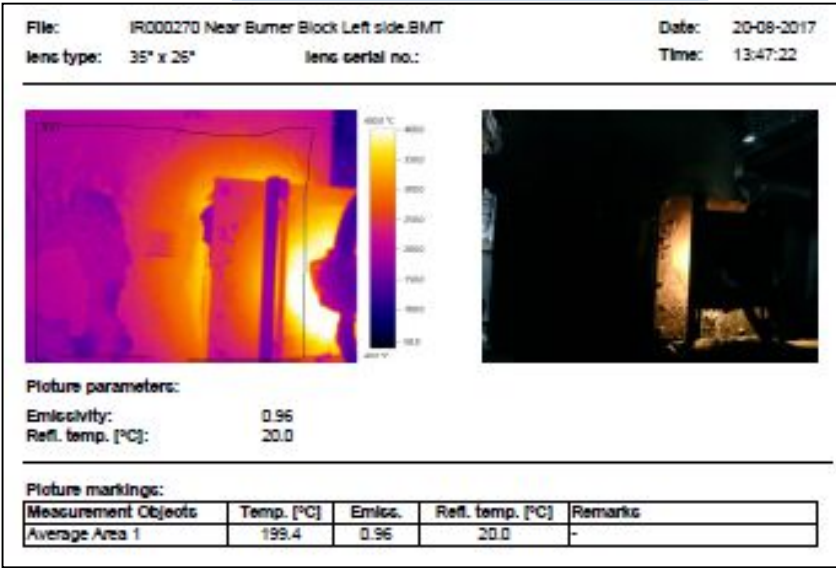 File: IR000270 Near Burner Block Left side.BMT Date: 20-08-2017
lens type: 35° x 26° lens serial no.: Time: 13:47:22
Picture parameters:
Emissivity: 0.96
Refl. temp. [°C]: 20.0
Picture markings:
Measurement Objects Temp. [°C] Emiss. Refl. temp. [°C] Remarks
Average Area 1 199.4 0.96 20.0 -